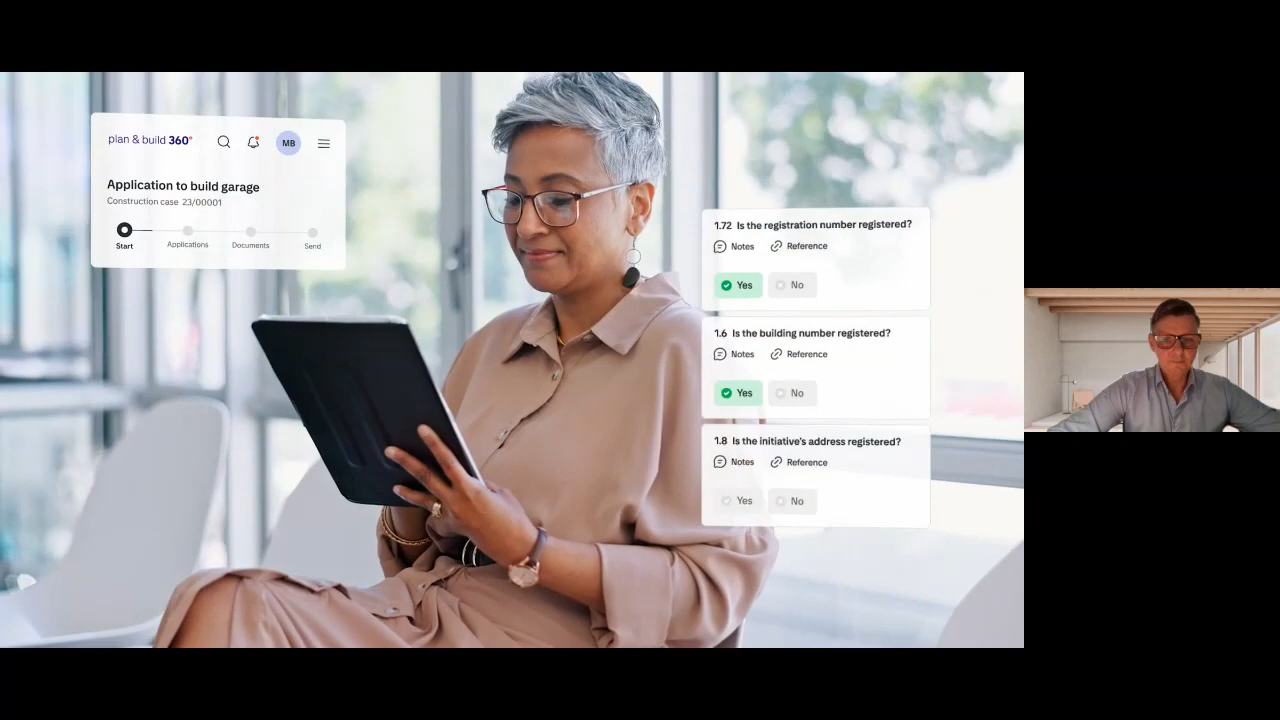 plan & build 360°
MB
Application to build garage
Construction case 23/00001
Start
Applications
Documents
Send
1.72 Is the registration number registered?
Notes
Reference
Yes
No
1.6 Is the building number registered?
Notes
Reference
Yes
No
1.8 Is the initiative's address registered?
Notes
Reference
Yes
No